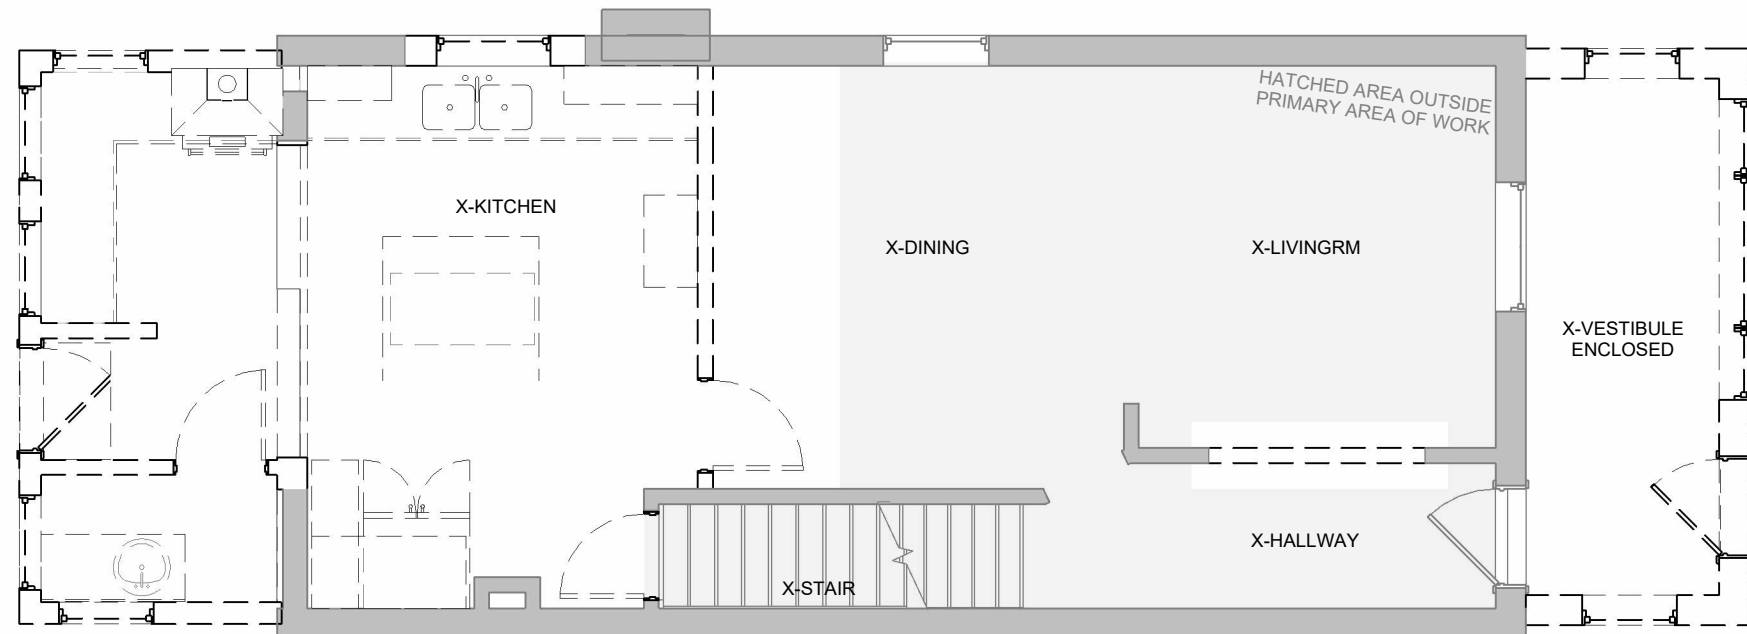 HATCHED AREA OUTSIDE
PRIMARY AREA OF WORK
X-KITCHEN
X-DINING
X-LIVINGRM
X-VESTIBULE
ENCLOSED
X-HALLWAY
X-STAIR